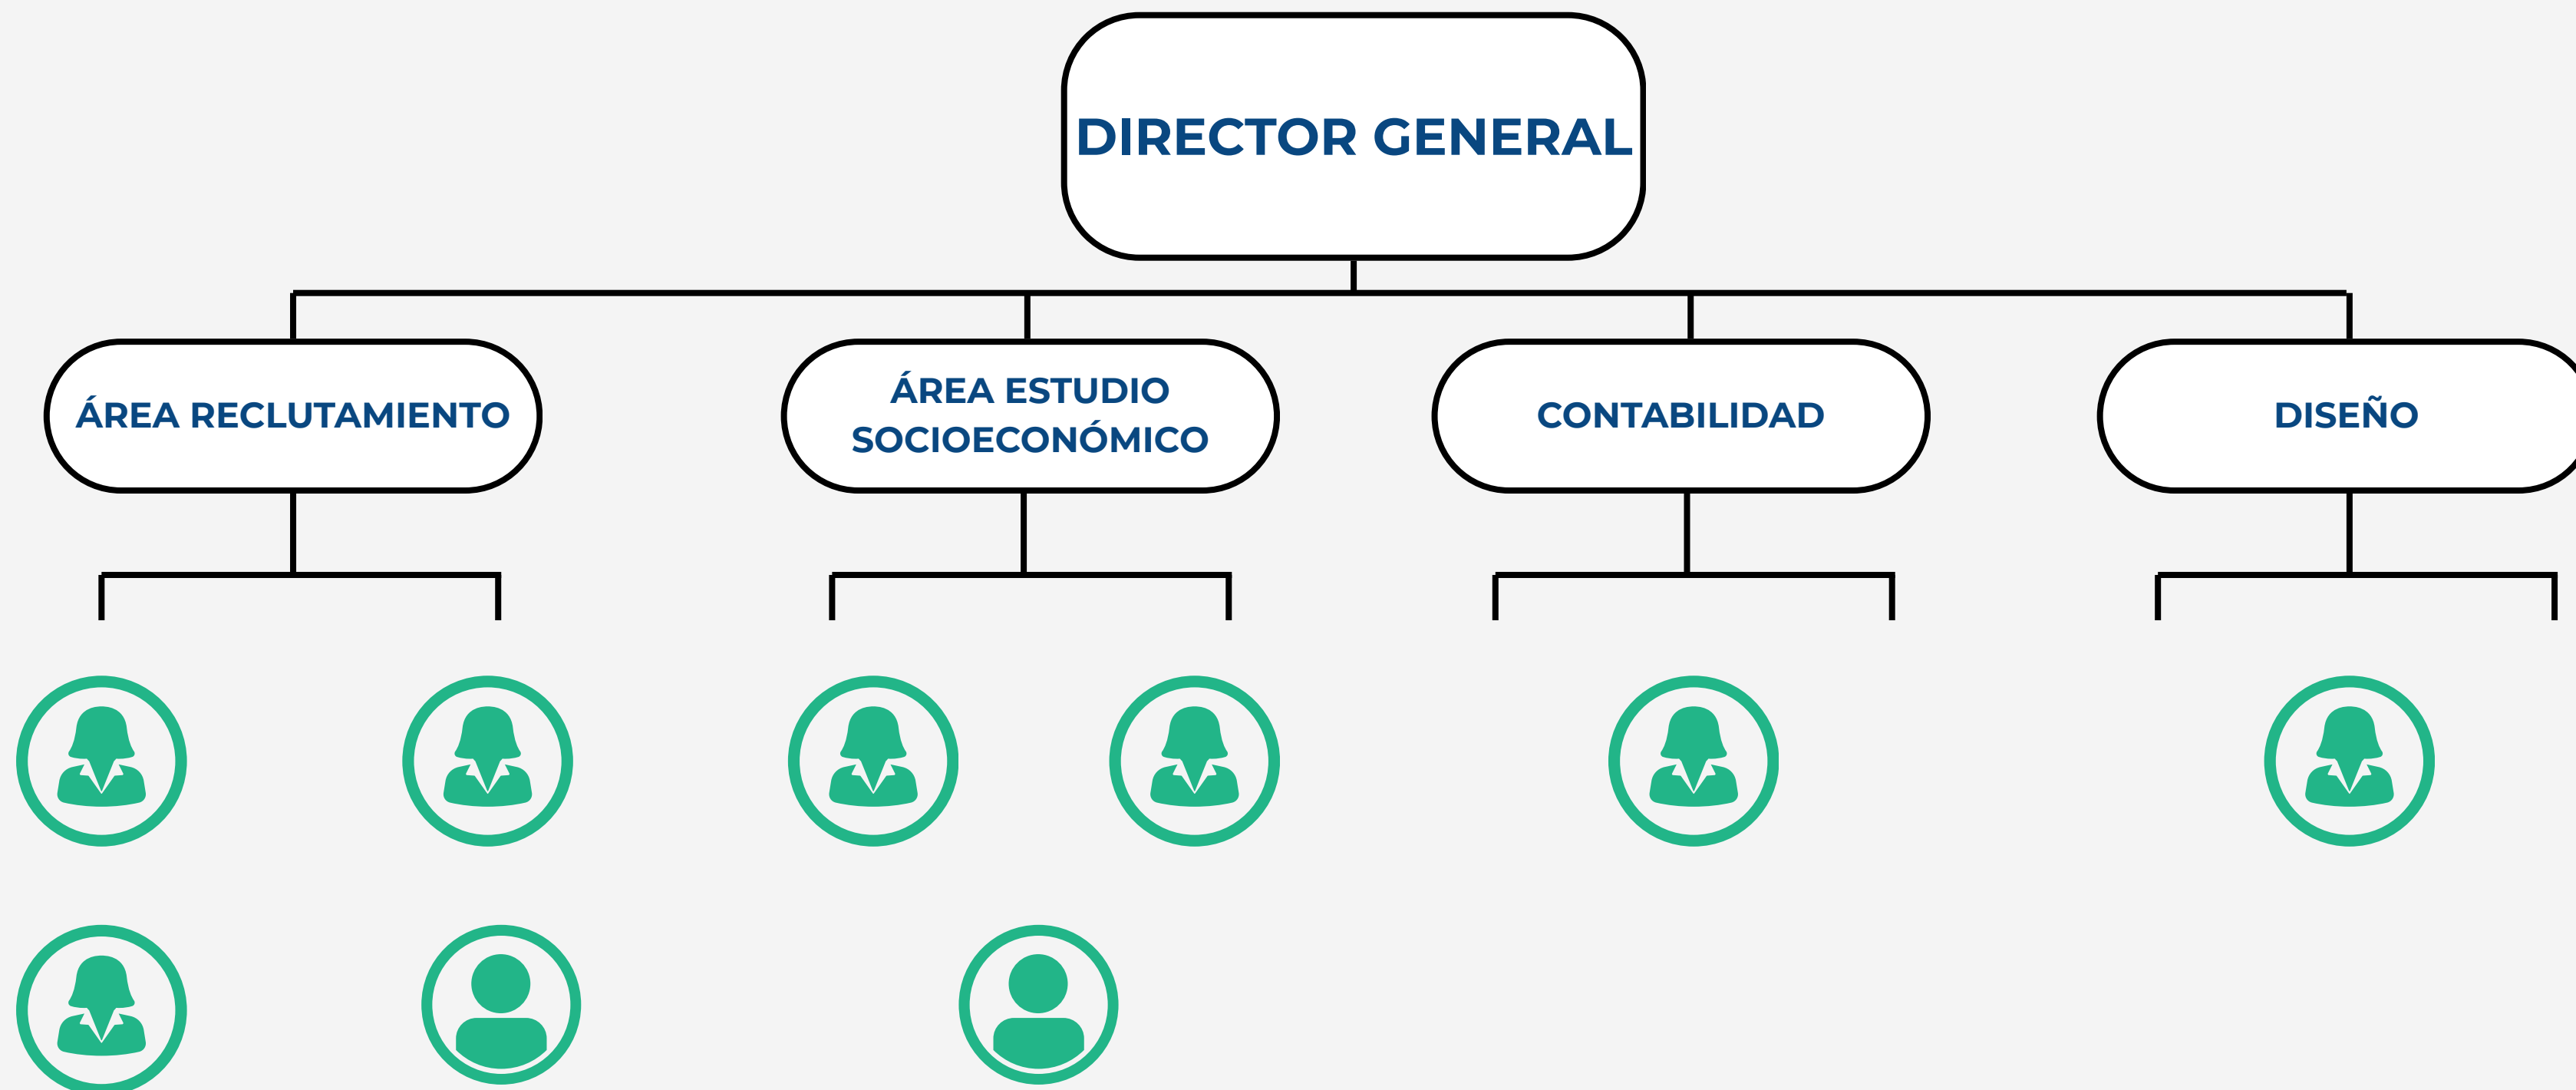 DIRECTOR GENERAL
ÁREA RECLUTAMIENTO
ÁREA ESTUDIO
SOCIOECONÓMICO
CONTABILIDAD
DISEÑO